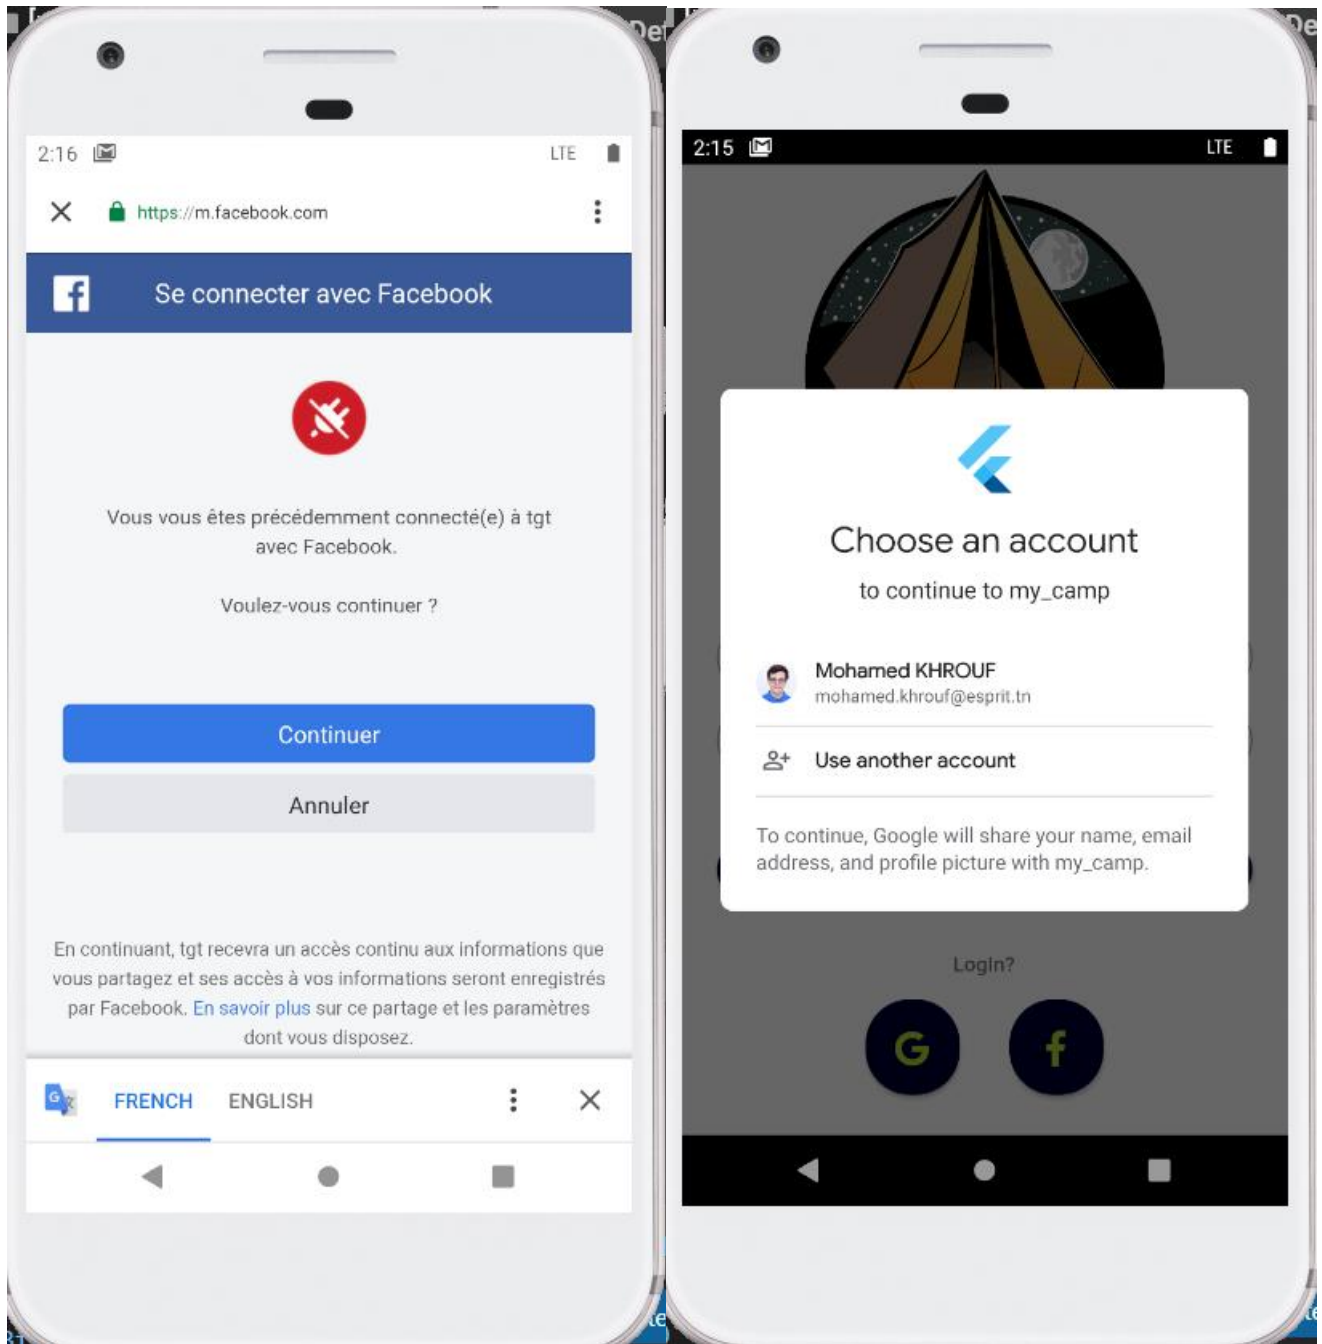 2:16
LTE
https://m.facebook.com
Se connecter avec Facebook
Vous vous êtes précédemment connecté(e) à tgt
avec Facebook.
Voulez-vous continuer ?
Continuer
Annuler
En continuant, tgt recevra un accès continu aux informations que
vous partagez et ses accès à vos informations seront enregistrés
par Facebook. En savoir plus sur ce partage et les paramètres
dont vous disposez.
FRENCH ENGLISH
2:15
LTE
Choose an account
to continue to my_camp
Mohamed KHROUF
mohamed.khrouf@esprit.tn
Use another account
To continue, Google will share your name, email
address, and profile picture with my_camp.
Login?
G f